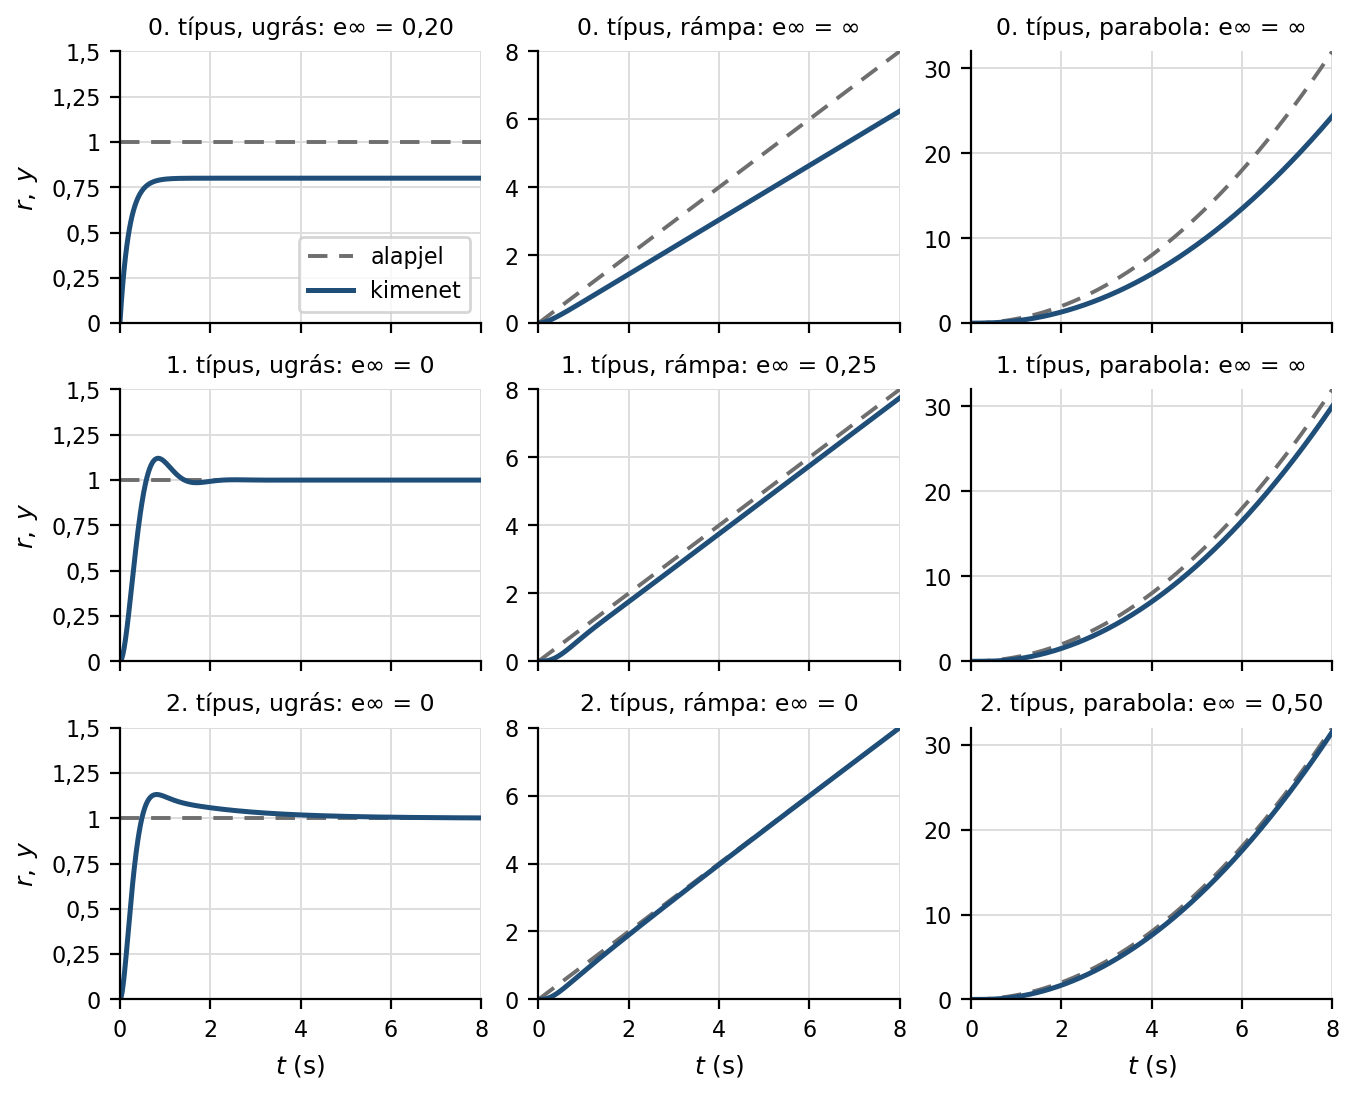 0. típus, ugrás: e∞ = 0,20
r, y
1,5
1,25
1
0,75
0,5
0,25
0
alapjel
kimenet
0. típus, rámpa: e∞ = ∞
8
6
4
2
0
0. típus, parabola: e∞ = ∞
30
20
10
0
1. típus, ugrás: e∞ = 0
r, y
1,5
1,25
1
0,75
0,5
0,25
0
1. típus, rámpa: e∞ = 0,25
8
6
4
2
0
1. típus, parabola: e∞ = ∞
30
20
10
0
2. típus, ugrás: e∞ = 0
r, y
1,5
1,25
1
0,75
0,5
0,25
0
0 2 4 6 8
t (s)
2. típus, rámpa: e∞ = 0
8
6
4
2
0
0 2 4 6 8
t (s)
2. típus, parabola: e∞ = 0,50
30
20
10
0
0 2 4 6 8
t (s)